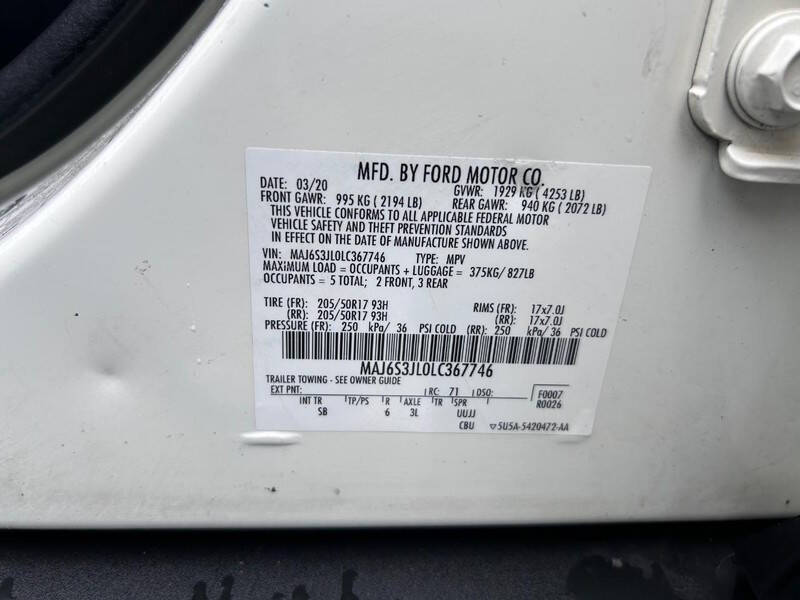 MFD. BY FORD MOTOR CO.
DATE: 03/20 GVWR: 1929 KG ( 4253 LB)
FRONT GAWR: 995 KG ( 2194 LB) REAR GAWR: 940 KG ( 2072 LB)
THIS VEHICLE CONFORMS TO ALL APPLICABLE FEDERAL MOTOR
VEHICLE SAFETY AND THEFT PREVENTION STANDARDS
IN EFFECT ON THE DATE OF MANUFACTURE SHOWN ABOVE.
VIN: MAJ6S3JL0LC367746 TYPE: MPV
MAXIMUM LOAD = OCCUPANTS + LUGGAGE = 375KG/ 827LB
OCCUPANTS = 5 TOTAL; 2 FRONT, 3 REAR
TIRE (FR): 205/50R17 93H RIMS (FR): 17x7.0J
(RR): 205/50R17 93H (RR): 17x7.0J
PRESSURE (FR): 250 kPa/ 36 PSI COLD (RR): 250 kPa/ 36 PSI COLD
MAJ6S3JL0LC367746
TRAILER TOWING - SEE OWNER GUIDE
EXT PNT: RC: 71 DSO: F0007
R0026
INT TR TP/PS R AXLE TR SPR
SB 6 3L UUJJ
CBU ▽5U5A-5420472-AA